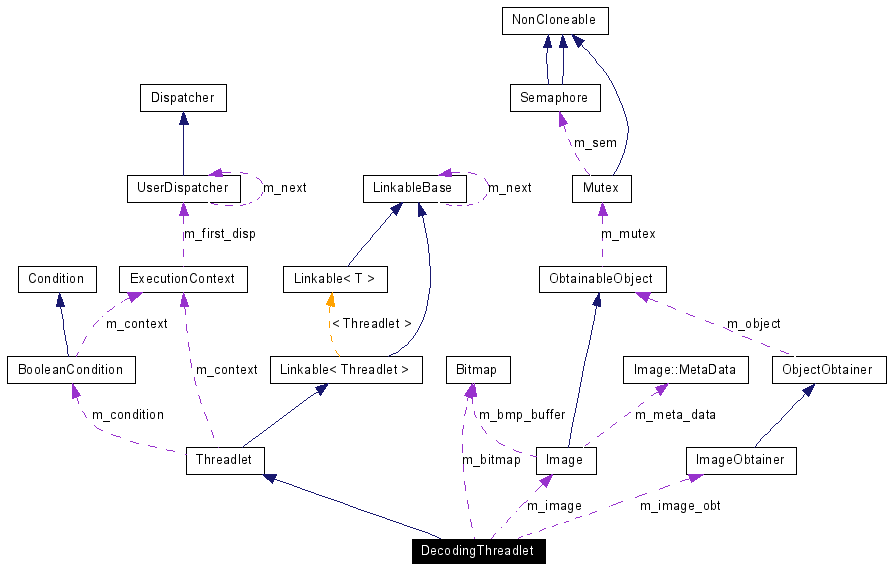 NonCloneable
Dispatcher
Semaphore
m_sem
UserDispatcher
m_next
LinkableBase
m_next
Mutex
m_first_disp
m_mutex
Condition
ExecutionContext
Linkable< T >
ObtainableObject
m_context
< Threadlet >
m_object
BooleanCondition
m_context
Linkable< Threadlet >
Bitmap
Image::MetaData
ObjectObtainer
m_condition
m_bmp_buffer
m_meta_data
Threadlet
m_bitmap
Image
ImageObtainer
m_image
m_image_obt
DecodingThreadlet